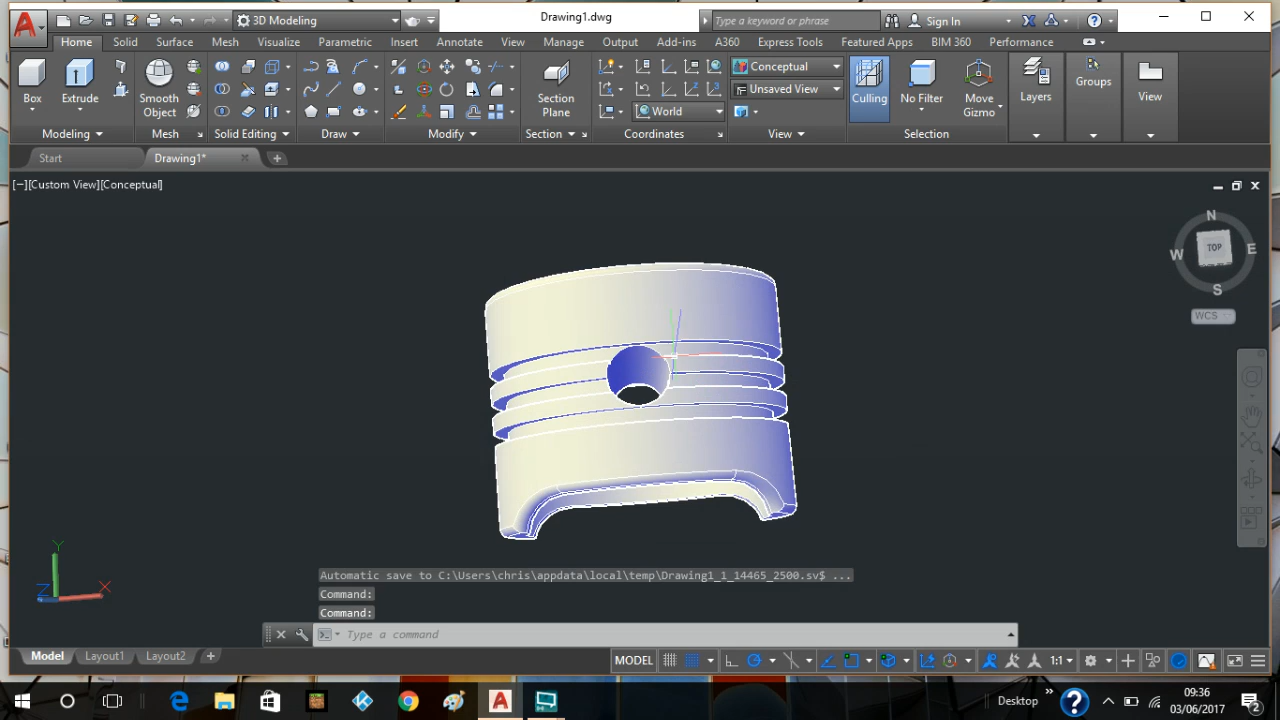 3D Modeling
Drawing1.dwg
Type a keyword or phrase
Sign In
Home
Solid
Surface
Mesh
Visualize
Parametric
Insert
Annotate
View
Manage
Output
Add-ins
A360
Express Tools
Featured Apps
BIM 360
Performance
Box
Extrude
Smooth
Object
Section
Plane
World
Conceptual
Unsaved View
Culling
No Filter
Move
Gizmo
Layers
Groups
View
Modeling
Mesh
Solid Editing
Draw
Modify
Section
Coordinates
View
Selection
Start
Drawing1*
[−][Custom View][Conceptual]
N
W
TOP
E
S
WCS
Y
Z
X
Automatic save to C:\Users\chris\appdata\local\temp\Drawing1_1_14465_2500.sv$ ...
Command:
Command:
Type a command
Model
Layout1
Layout2
MODEL
1:1
Desktop
09:36
03/06/2017
2